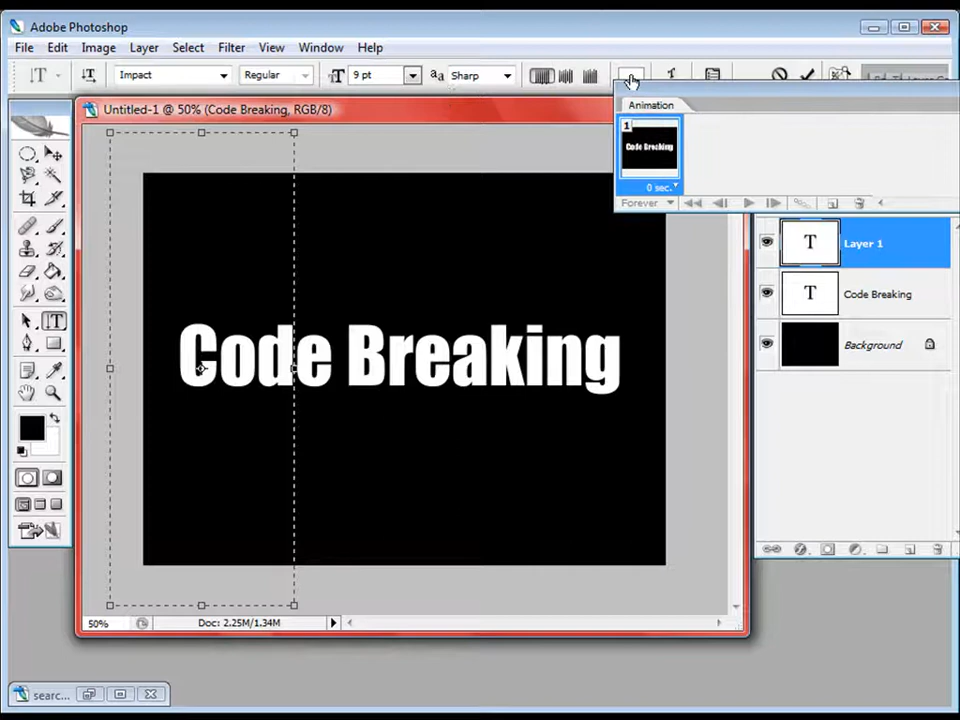 Adobe Photoshop
File Edit Image Layer Select Filter View Window Help
T T Impact Regular T 9 pt aa Sharp
Untitled-1 @ 50% (Code Breaking, RGB/8)
Animation
1
Code Breaking
0 sec.
Forever
T Layer 1
T Code Breaking
Background
T
Code Breaking
50% Doc: 2.25M/1.34M
searc...